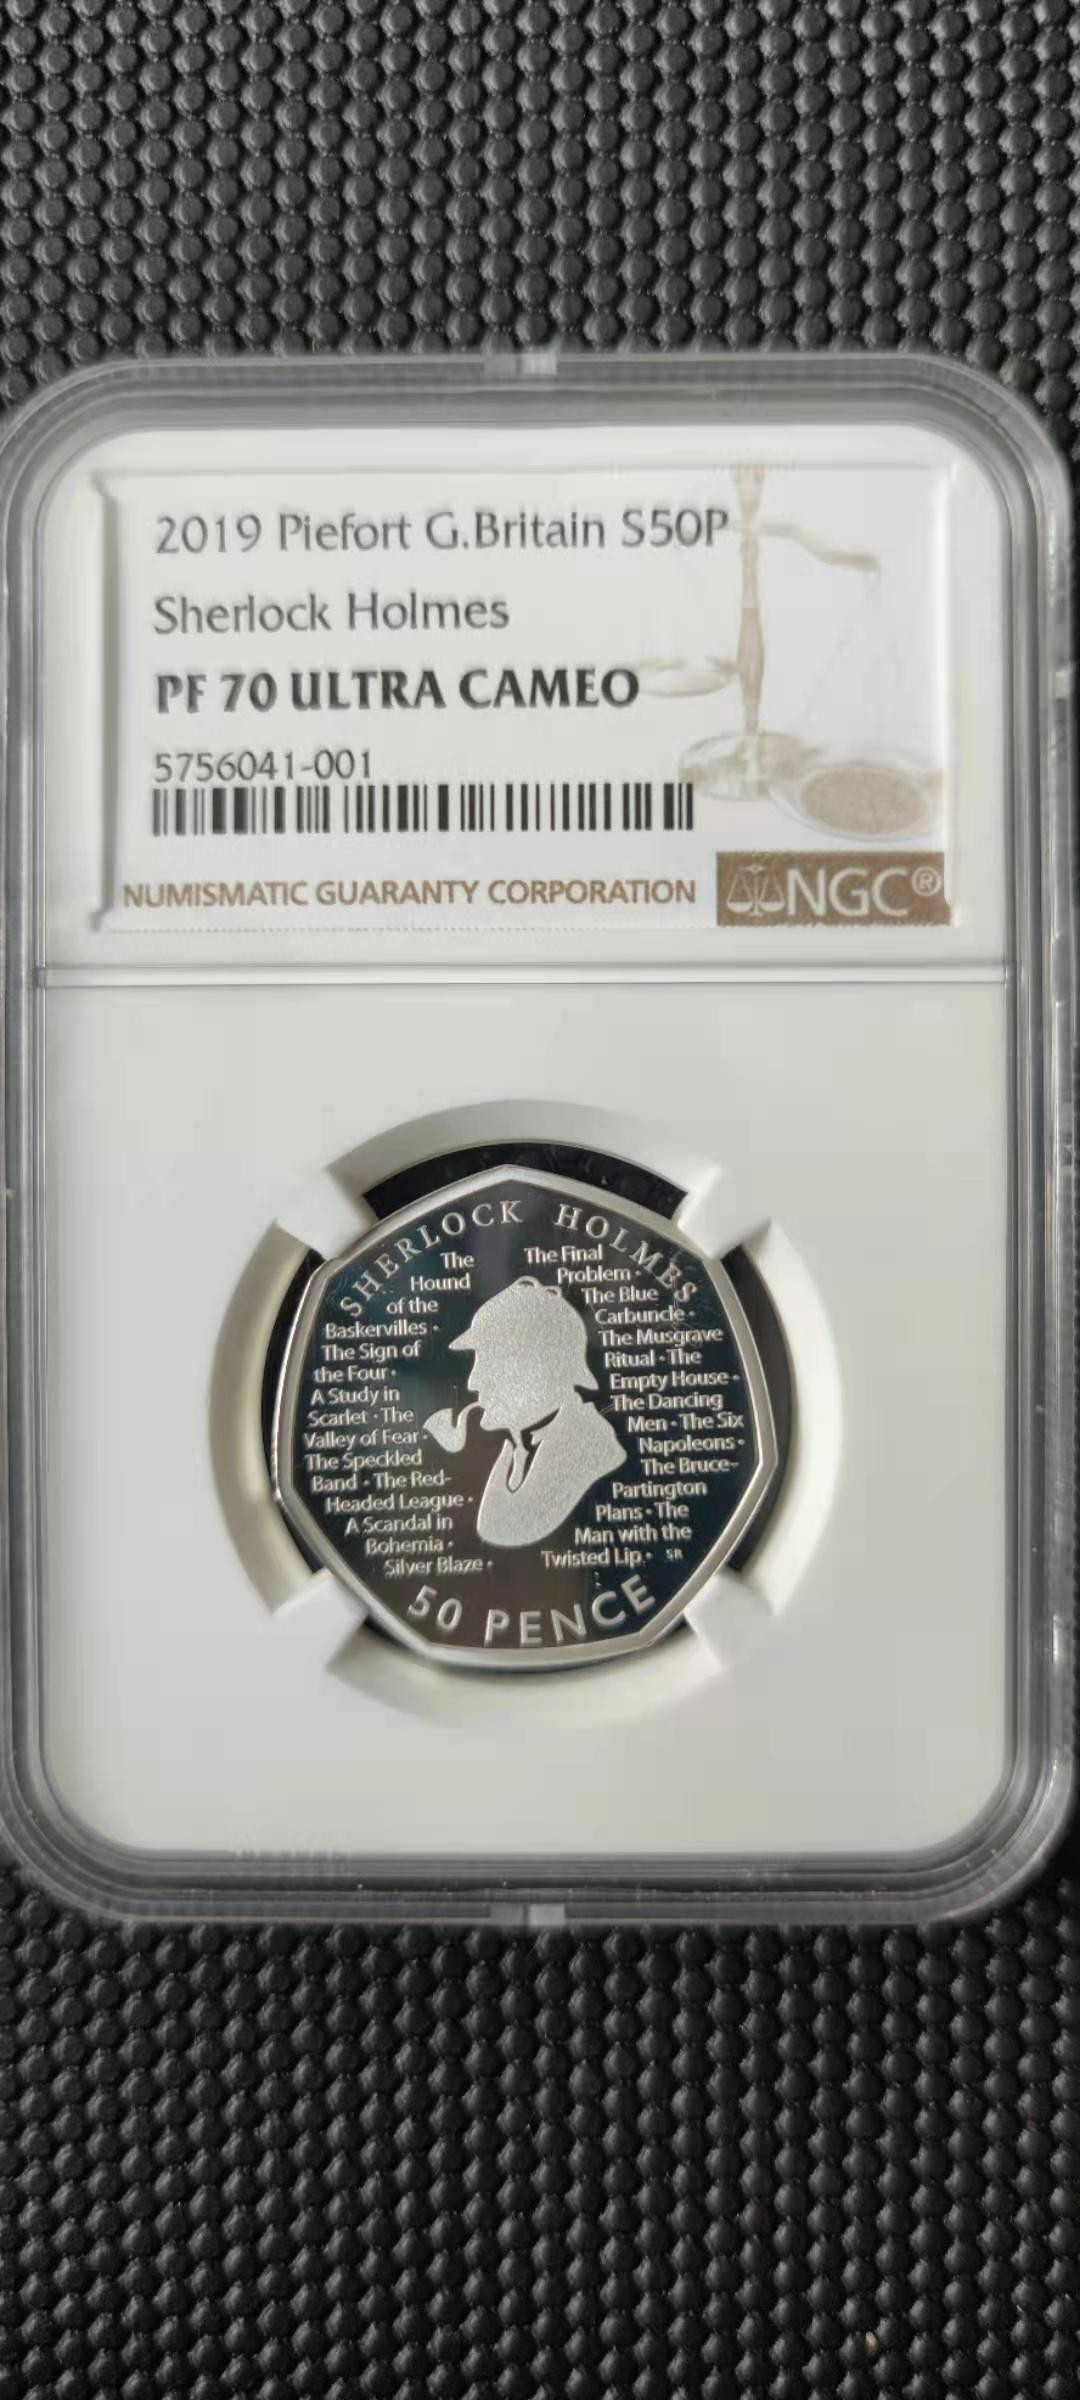 2019 Piefort G.Britain S50P
Sherlock Holmes
PF 70 ULTRA CAMEO
5756041-001
NUMISMATIC GUARANTY CORPORATION
NGC®
SHERLOCK HOLMES
The
Hound
of the
Baskervilles •
The Sign of
the Four •
A Study in
Scarlet • The
Valley of Fear •
The Speckled
Band • The Red-
Headed League •
A Scandal in
Bohemia •
Silver Blaze •
The Final
Problem •
The Blue
Carbuncle •
The Musgrave
Ritual • The
Empty House •
The Dancing
Men • The Six
Napoleons •
The Bruce-
Partington
Plans • The
Man with the
Twisted Lip • SR
50 PENCE